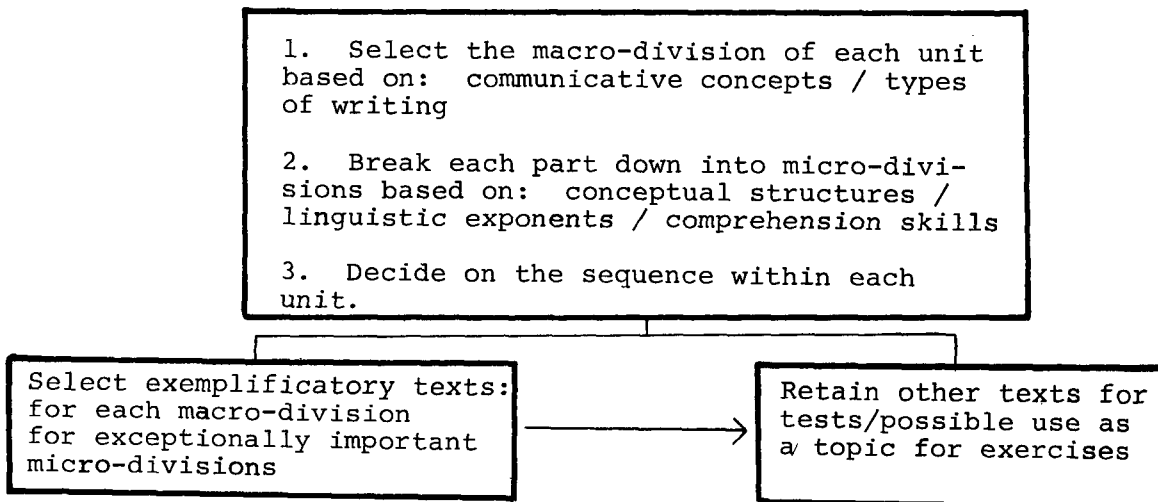 1. Select the macro-division of each unit
based on: communicative concepts / types
of writing
2. Break each part down into micro-divi-
sions based on: conceptual structures /
linguistic exponents / comprehension skills
3. Decide on the sequence within each
unit.
Select exemplificatory texts:
for each macro-division
for exceptionally important
micro-divisions
Retain other texts for
tests/possible use as
a topic for exercises